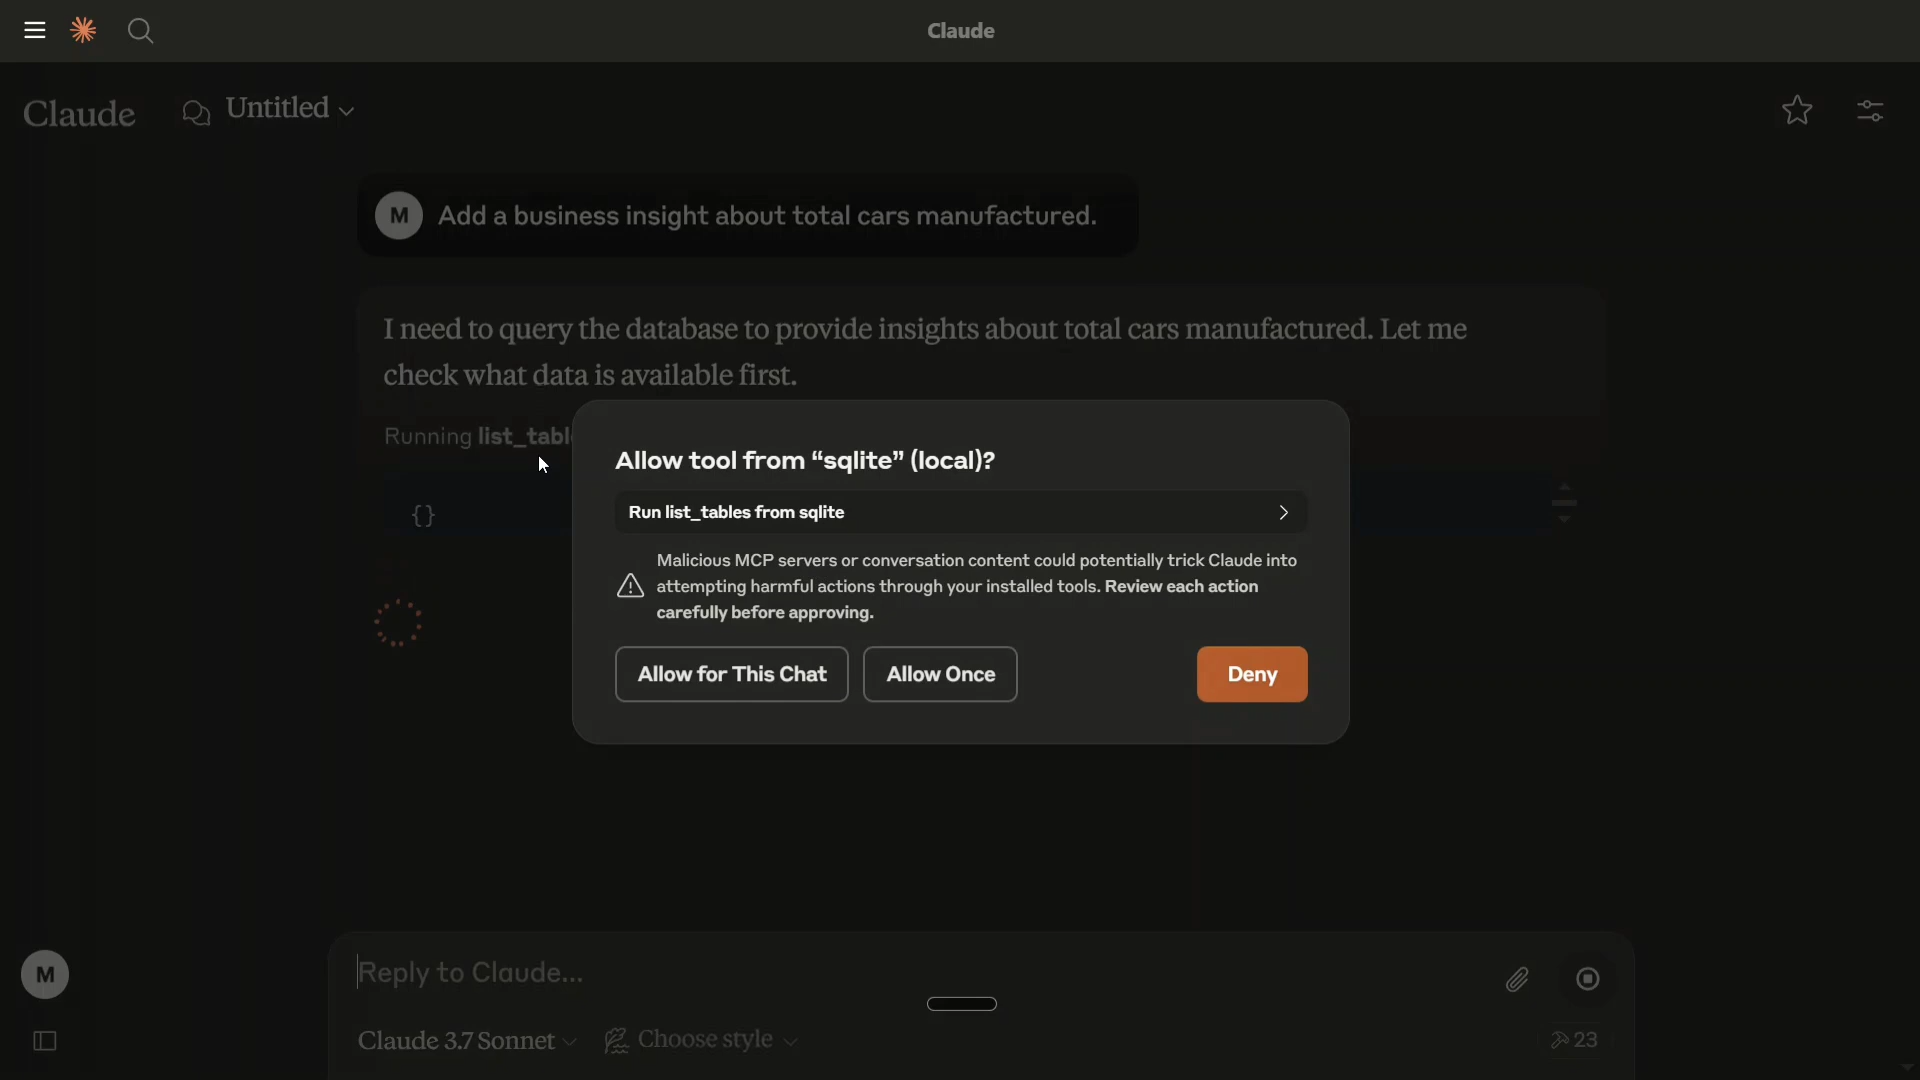 Claude
Claude
Untitled
M
Add a business insight about total cars manufactured.
I need to query the database to provide insights about total cars manufactured. Let me
check what data is available first.
Running list_tabl
{}
Allow tool from “sqlite” (local)?
Run list_tables from sqlite
Malicious MCP servers or conversation content could potentially trick Claude into
attempting harmful actions through your installed tools. Review each action
carefully before approving.
Allow for This Chat
Allow Once
Deny
M
Reply to Claude...
Claude 3.7 Sonnet
Choose style
23